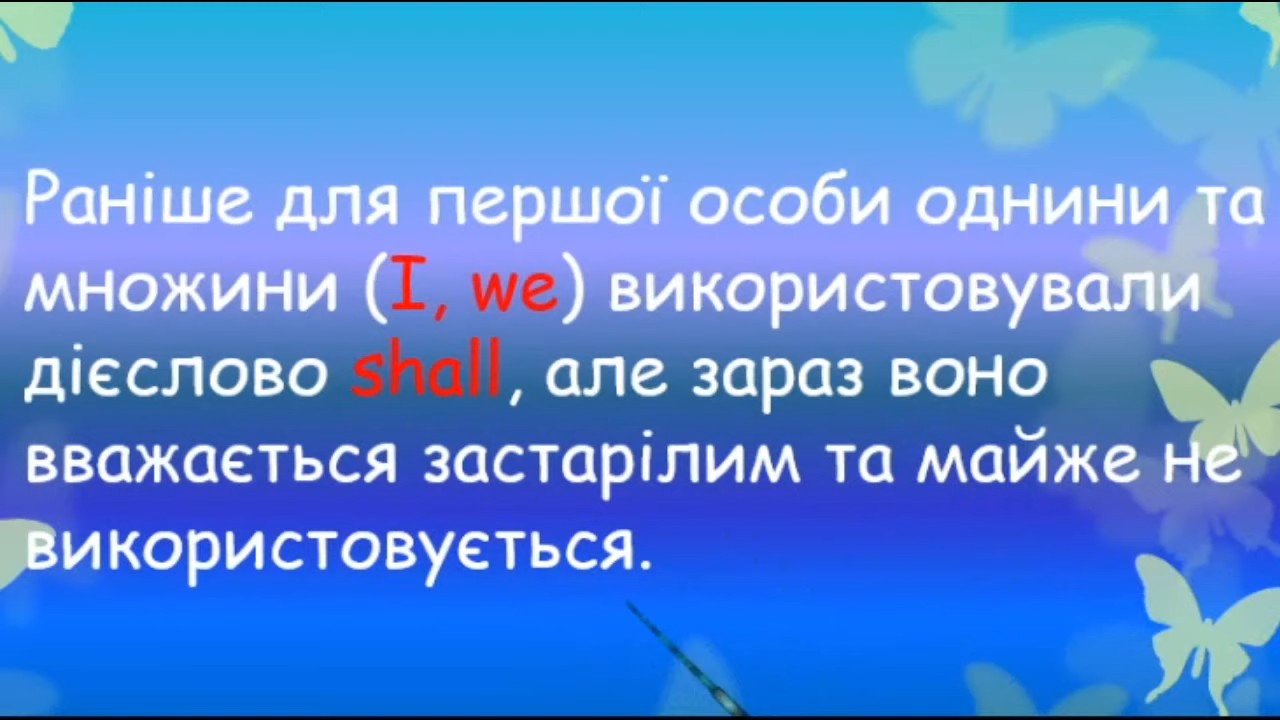 Раніше для першої особи однини та
множини (I, we) використовували
дієслово shall, але зараз воно
вважається застарілим та майже не
використовується.